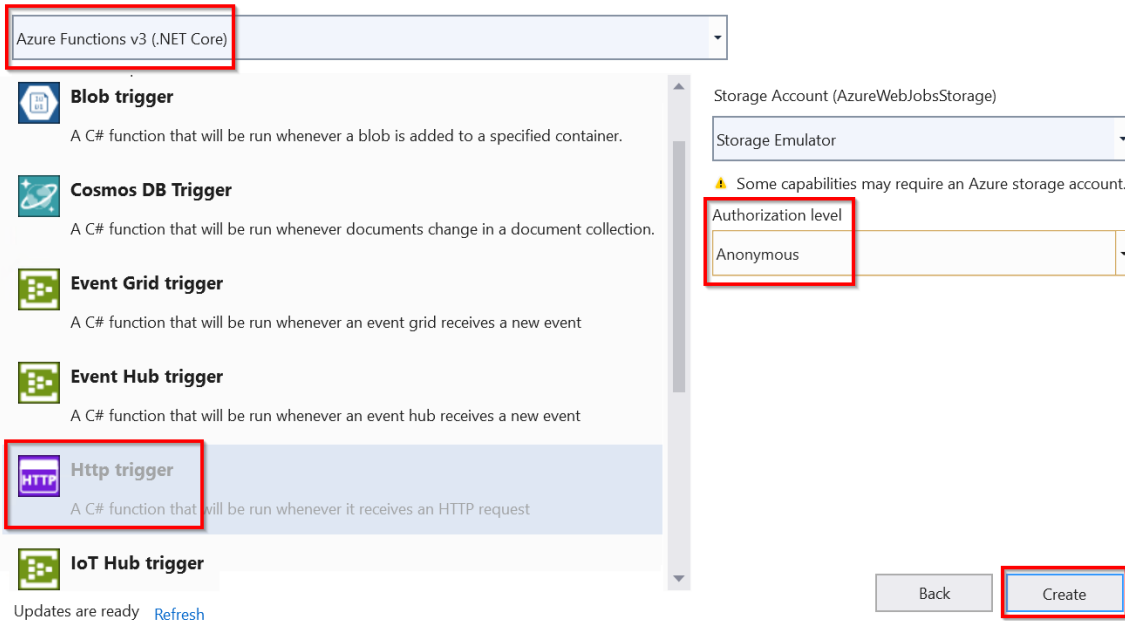 Azure Functions v3 (.NET Core)
Blob trigger
A C# function that will be run whenever a blob is added to a specified container.
Cosmos DB Trigger
A C# function that will be run whenever documents change in a document collection.
Event Grid trigger
A C# function that will be run whenever an event grid receives a new event
Event Hub trigger
A C# function that will be run whenever an event hub receives a new event
HTTP
Http trigger
A C# function that will be run whenever it receives an HTTP request
IoT Hub trigger
Updates are ready Refresh
Storage Account (AzureWebJobsStorage)
Storage Emulator
Some capabilities may require an Azure storage account.
Authorization level
Anonymous
Back
Create